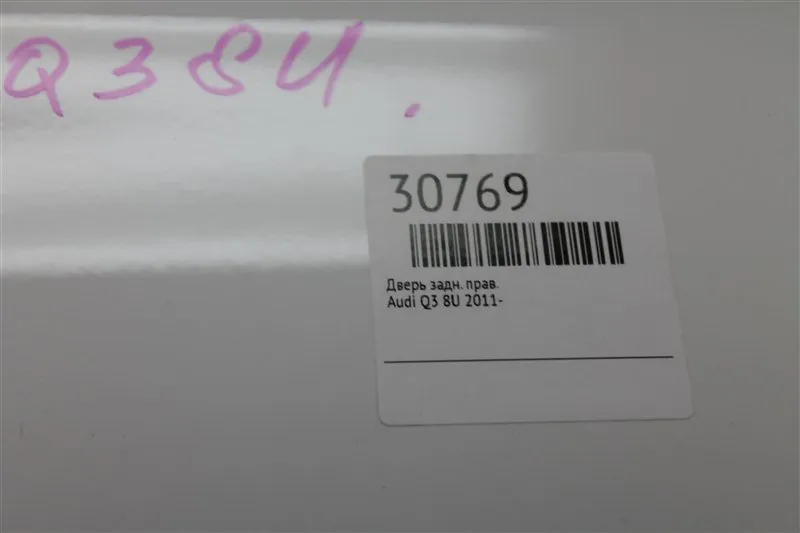 Q3 8U.
30769
Дверь задн. прав.
Audi Q3 8U 2011-